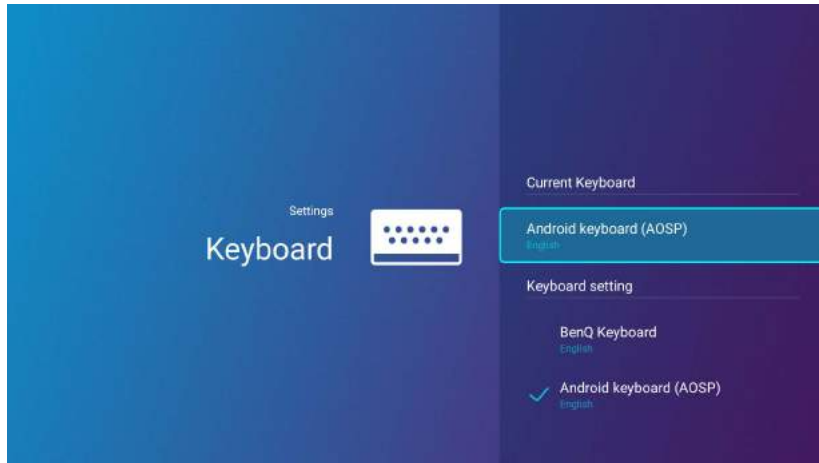 Settings
Keyboard
Current Keyboard
Android keyboard (AOSP)
English
Keyboard setting
BenQ Keyboard
English
Android keyboard (AOSP)
English